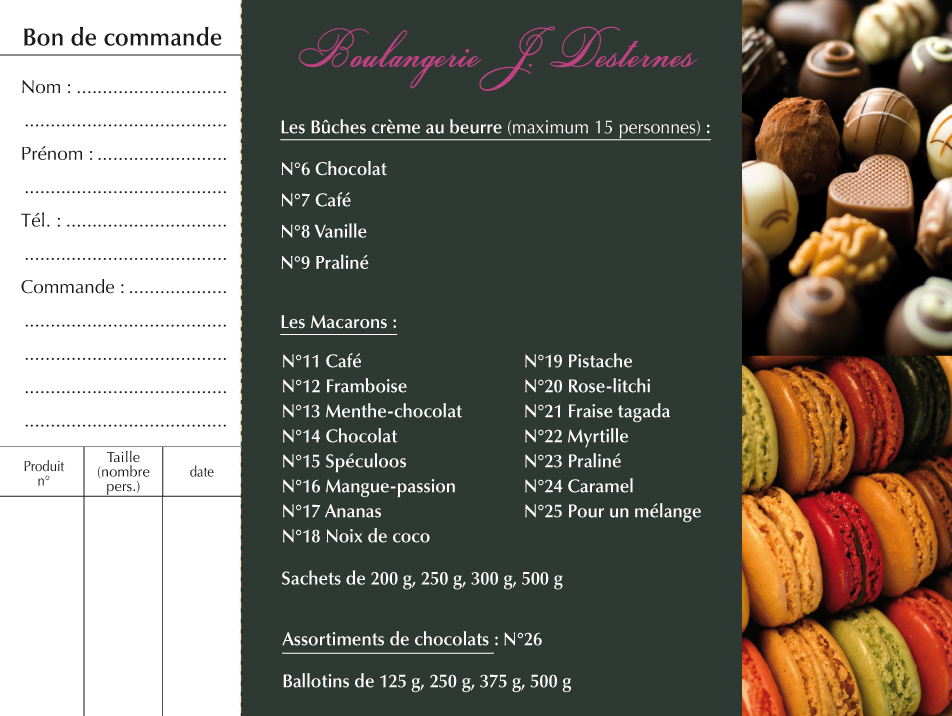 Bon de commande
Nom : .............................
.......................................
Prénom : .........................
.......................................
Tél. : ...............................
.......................................
Commande : ...................
.......................................
.......................................
.......................................
.......................................
Produit
n°
Taille
(nombre
pers.)
date
Boulangerie J. Desternes
Les Bûches crème au beurre (maximum 15 personnes) :
N°6 Chocolat
N°7 Café
N°8 Vanille
N°9 Praliné
Les Macarons :
N°11 Café
N°12 Framboise
N°13 Menthe-chocolat
N°14 Chocolat
N°15 Spéculoos
N°16 Mangue-passion
N°17 Ananas
N°18 Noix de coco
N°19 Pistache
N°20 Rose-litchi
N°21 Fraise tagada
N°22 Myrtille
N°23 Praliné
N°24 Caramel
N°25 Pour un mélange
Sachets de 200 g, 250 g, 300 g, 500 g
Assortiments de chocolats : N°26
Ballotins de 125 g, 250 g, 375 g, 500 g